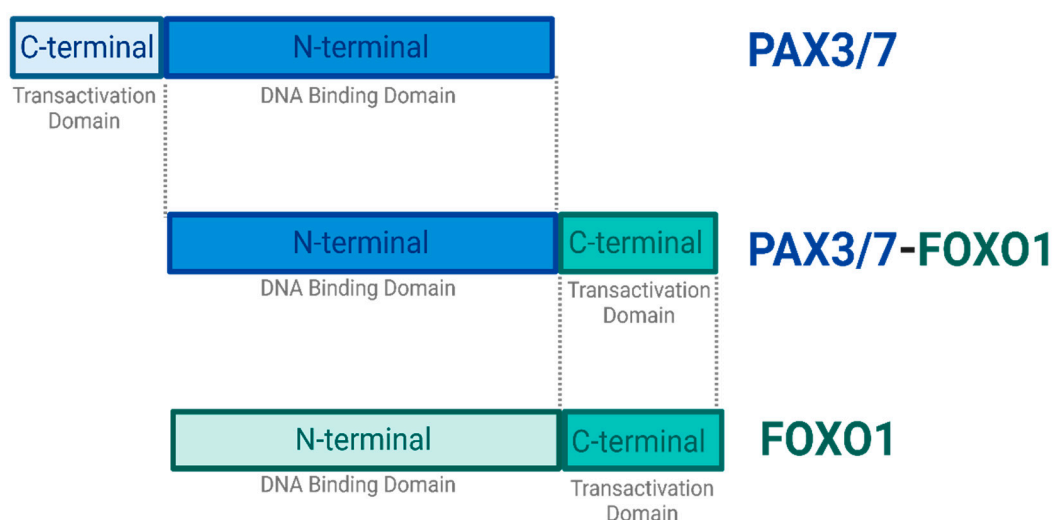 C-terminal N-terminal PAX3/7
Transactivation Domain DNA Binding Domain
N-terminal C-terminal PAX3/7-FOXO1
DNA Binding Domain Transactivation Domain
N-terminal C-terminal FOXO1
DNA Binding Domain Transactivation Domain